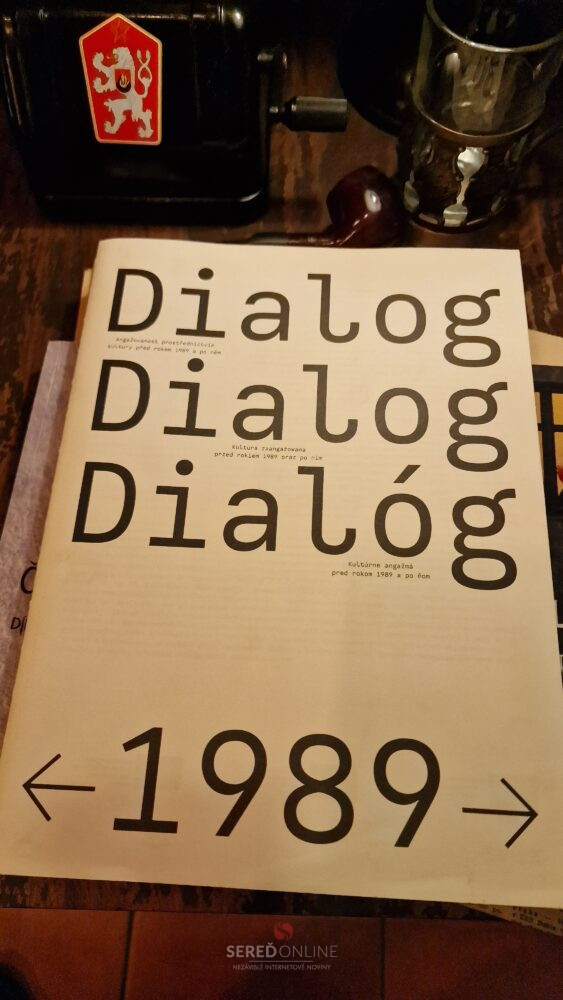 Dialog
Angažovanost prostřednictvím
kultury před rokem 1989 a po něm
Dialog
Kultura zaangażowana
przed rokiem 1989 oraz po nim
Dialóg
Kultúrne angažmá
pred rokom 1989 a po ňom
← 1989 →
SEREĎONLINE
NEZÁVISLÉ INTERNETOVÉ NOVINY